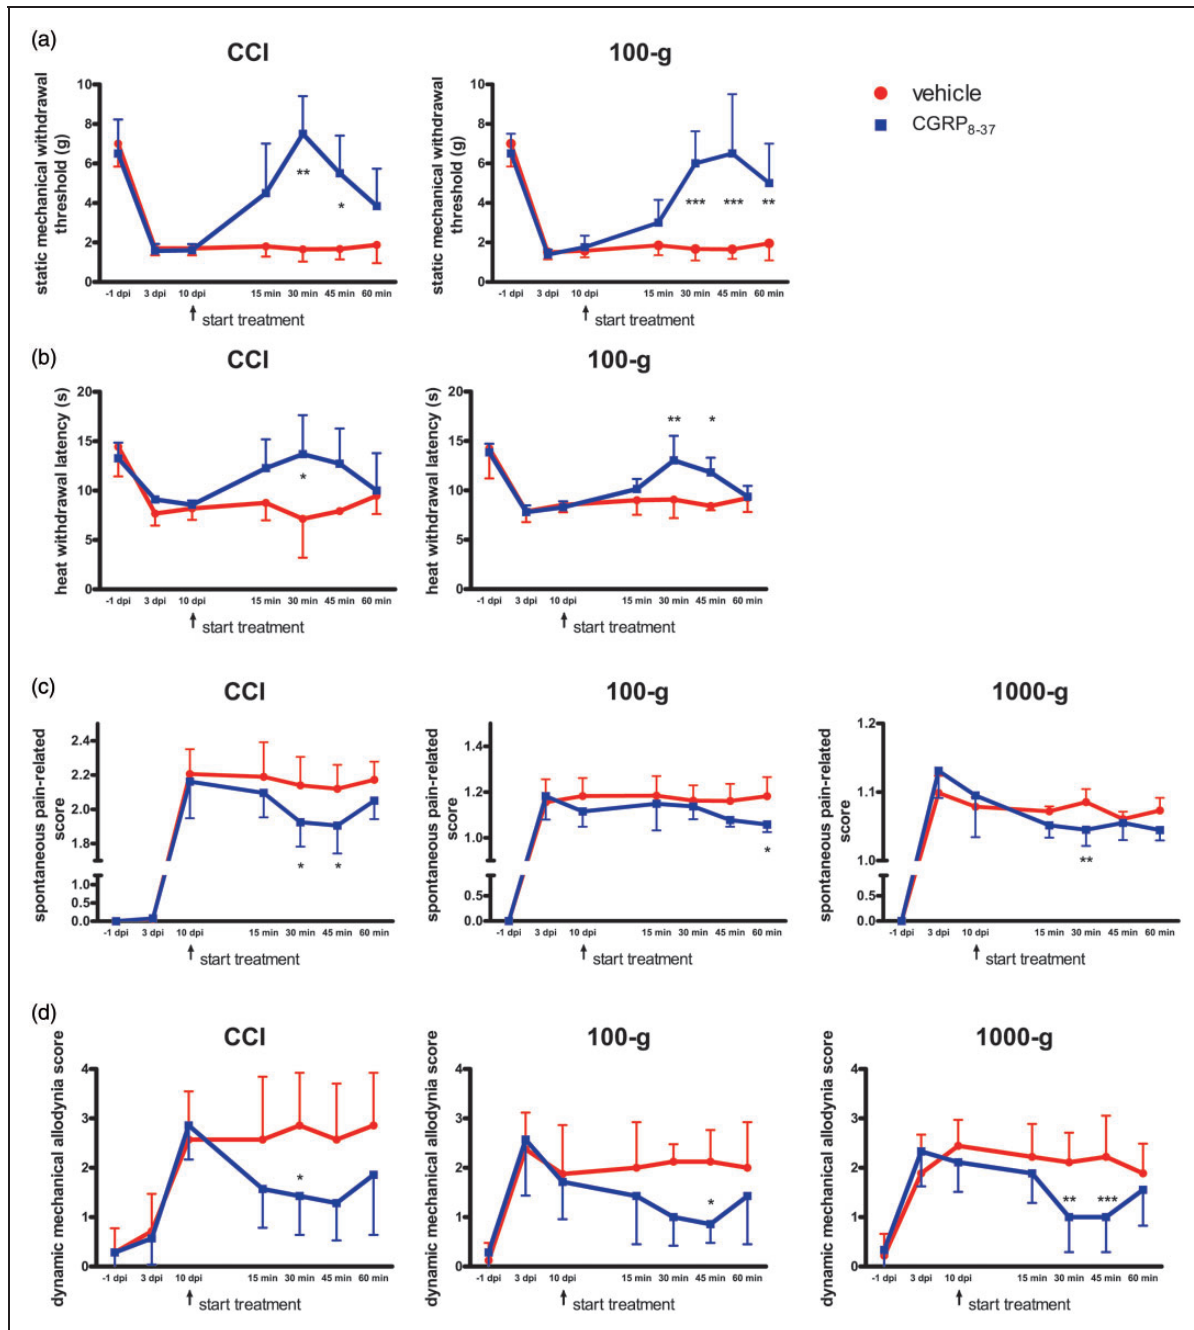 (a)
CCI
100-g
vehicle
CGRP8-37
static mechanical withdrawal
threshold (g)
10
8
6
4
2
0
**
*
-1 dpi 3 dpi 10 dpi 15 min 30 min 45 min 60 min
start treatment
static mechanical withdrawal
threshold (g)
10
8
6
4
2
0
*** *** **
-1 dpi 3 dpi 10 dpi 15 min 30 min 45 min 60 min
start treatment
(b)
CCI
100-g
heat withdrawal latency (s)
20
15
10
5
0
*
-1 dpi 3 dpi 10 dpi 15 min 30 min 45 min 60 min
start treatment
heat withdrawal latency (s)
20
15
10
5
0
** *
-1 dpi 3 dpi 10 dpi 15 min 30 min 45 min 60 min
start treatment
(c)
CCI
100-g
1000-g
spontaneous pain-related
score
2.4
2.2
2.0
1.8
1.0
0.5
0.0
* *
-1 dpi 3 dpi 10 dpi 15 min 30 min 45 min 60 min
start treatment
spontaneous pain-related
score
1.4
1.2
1.0
0.5
0.0
*
-1 dpi 3 dpi 10 dpi 15 min 30 min 45 min 60 min
start treatment
spontaneous pain-related
score
1.2
1.1
1.0
0.5
0.0
**
-1 dpi 3 dpi 10 dpi 15 min 30 min 45 min 60 min
start treatment
(d)
CCI
100-g
1000-g
dynamic mechanical allodynia score
4
3
2
1
0
*
-1 dpi 3 dpi 10 dpi 15 min 30 min 45 min 60 min
start treatment
dynamic mechanical allodynia score
4
3
2
1
0
*
-1 dpi 3 dpi 10 dpi 15 min 30 min 45 min 60 min
start treatment
dynamic mechanical allodynia score
4
3
2
1
0
** ***
-1 dpi 3 dpi 10 dpi 15 min 30 min 45 min 60 min
start treatment